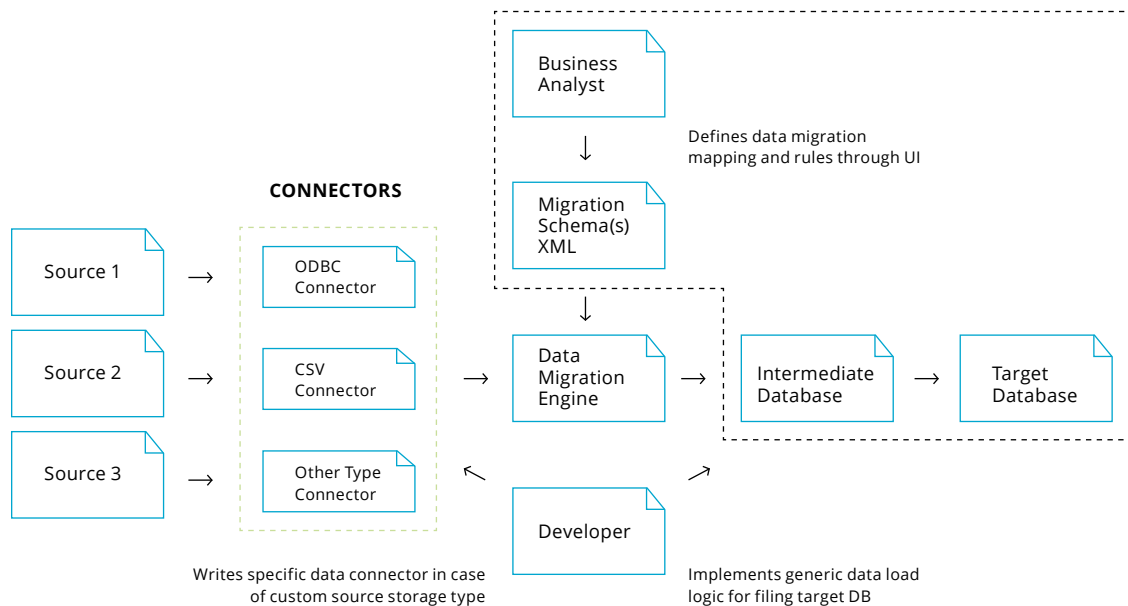 Business
Analyst
Defines data migration
mapping and rules through UI
CONNECTORS
Migration
Schema(s)
XML
Source 1
ODBC
Connector
Source 2
CSV
Connector
Data
Migration
Engine
Intermediate
Database
Target
Database
Source 3
Other Type
Connector
Developer
Writes specific data connector in case
of custom source storage type
Implements generic data load
logic for filing target DB